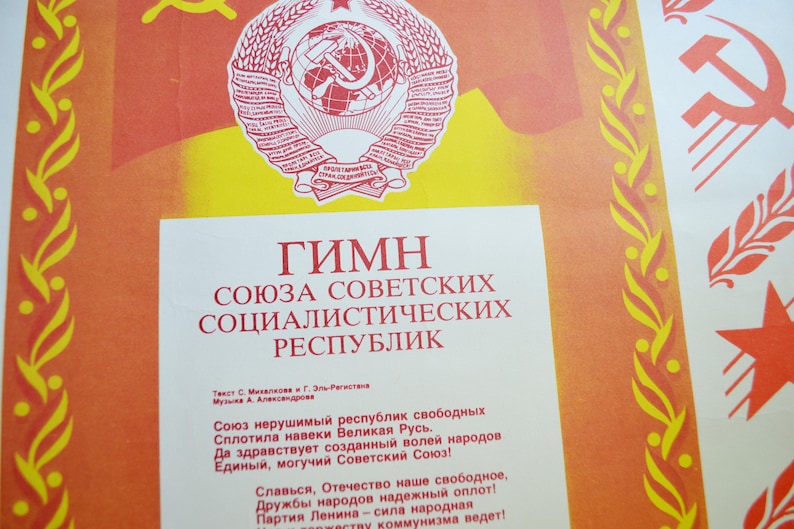 ПРОЛЕТАРИИ ВСЕХ
СТРАН, СОЕДИНЯЙТЕСЬ!
ГИМН
СОЮЗА СОВЕТСКИХ
СОЦИАЛИСТИЧЕСКИХ
РЕСПУБЛИК
Текст С. Михалкова и Г. Эль-Регистана
Музыка А. Александрова
Союз нерушимый республик свободных
Сплотила навеки Великая Русь.
Да здравствует созданный волей народов
Единый, могучий Советский Союз!
Славься, Отечество наше свободное,
Дружбы народов надежный оплот!
Партия Ленина – сила народная
торжеству коммунизма ведет!